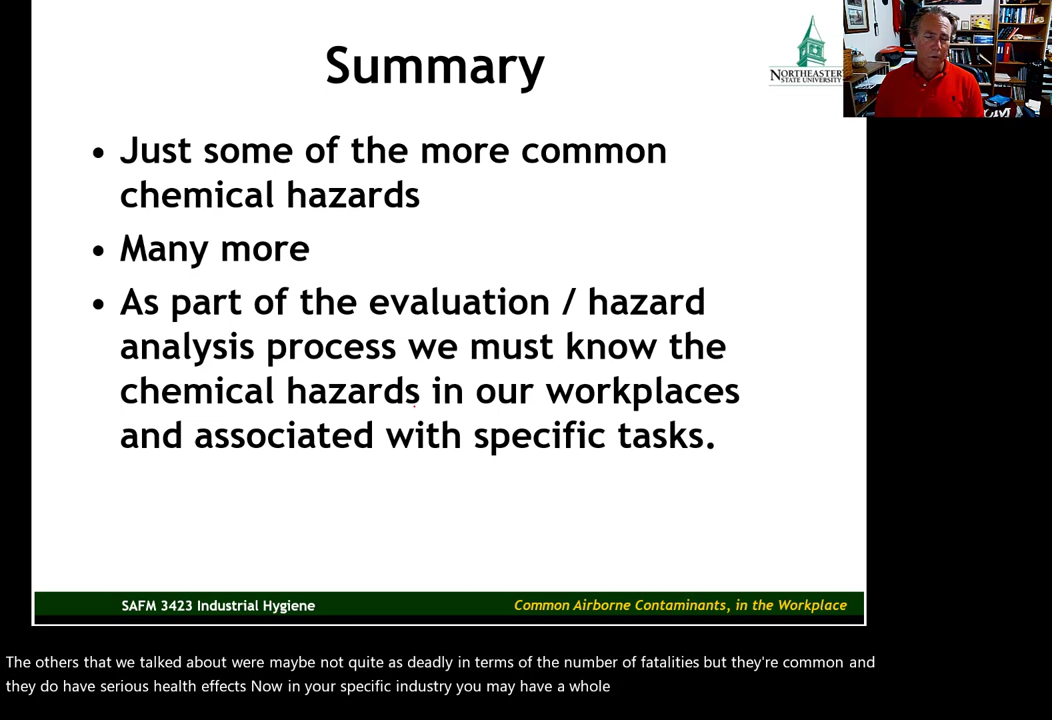 Summary
NORTHEASTER
STATE UNIVERSITY
• Just some of the more common
chemical hazards
• Many more
• As part of the evaluation / hazard
analysis process we must know the
chemical hazards in our workplaces
and associated with specific tasks.
SAFM 3423 Industrial Hygiene
Common Airborne Contaminants, in the Workplace
The others that we talked about were maybe not quite as deadly in terms of the number of fatalities but they're common and
they do have serious health effects Now in your specific industry you may have a whole